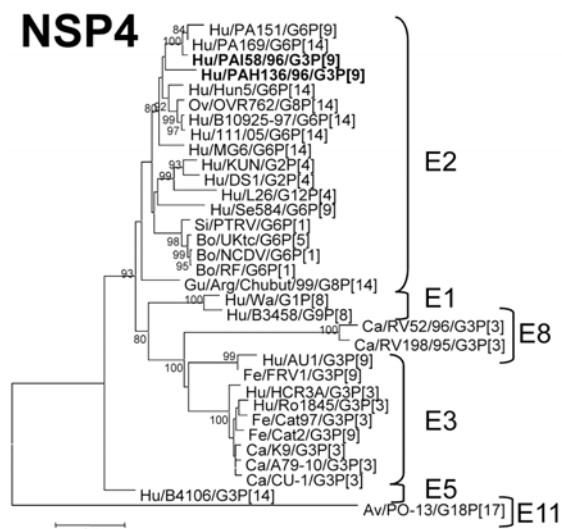 NSP4
84
Hu/PA151/G6P[9]
100
Hu/PA169/G6P[14]
Hu/PAI58/96/G3P[9]
Hu/PAH136/96/G3P[9]
Hu/Hun5/G6P[14]
80
92
Ov/OVR762/G8P[14]
99
Hu/B10925-97/G6P[14]
97
Hu/111/05/G6P[14]
Hu/MG6/G6P[14]
E2
93
Hu/KUN/G2P[4]
99
Hu/DS1/G2P[4]
Hu/L26/G12P[4]
Hu/Se584/G6P[9]
Si/PTRV/G6P[1]
98
Bo/UKtc/G6P[5]
99
Bo/NCDV/G6P[1]
95
Bo/RF/G6P[1]
93
Gu/Arg/Chubut/99/G8P[14]
100
Hu/Wa/G1P[8]
E1
Hu/B3458/G9P[8]
80
100
Ca/RV52/96/G3P[3]
E8
Ca/RV198/95/G3P[3]
100
99
Hu/AU1/G3P[9]
Fe/FRV1/G3P[9]
Hu/HCR3A/G3P[3]
Hu/Ro1845/G3P[3]
100
Fe/Cat97/G3P[3]
E3
Fe/Cat2/G3P[9]
Ca/K9/G3P[3]
Ca/A79-10/G3P[3]
Ca/CU-1/G3P[3]
Hu/B4106/G3P[14]
E5
Av/PO-13/G18P[17]
E11